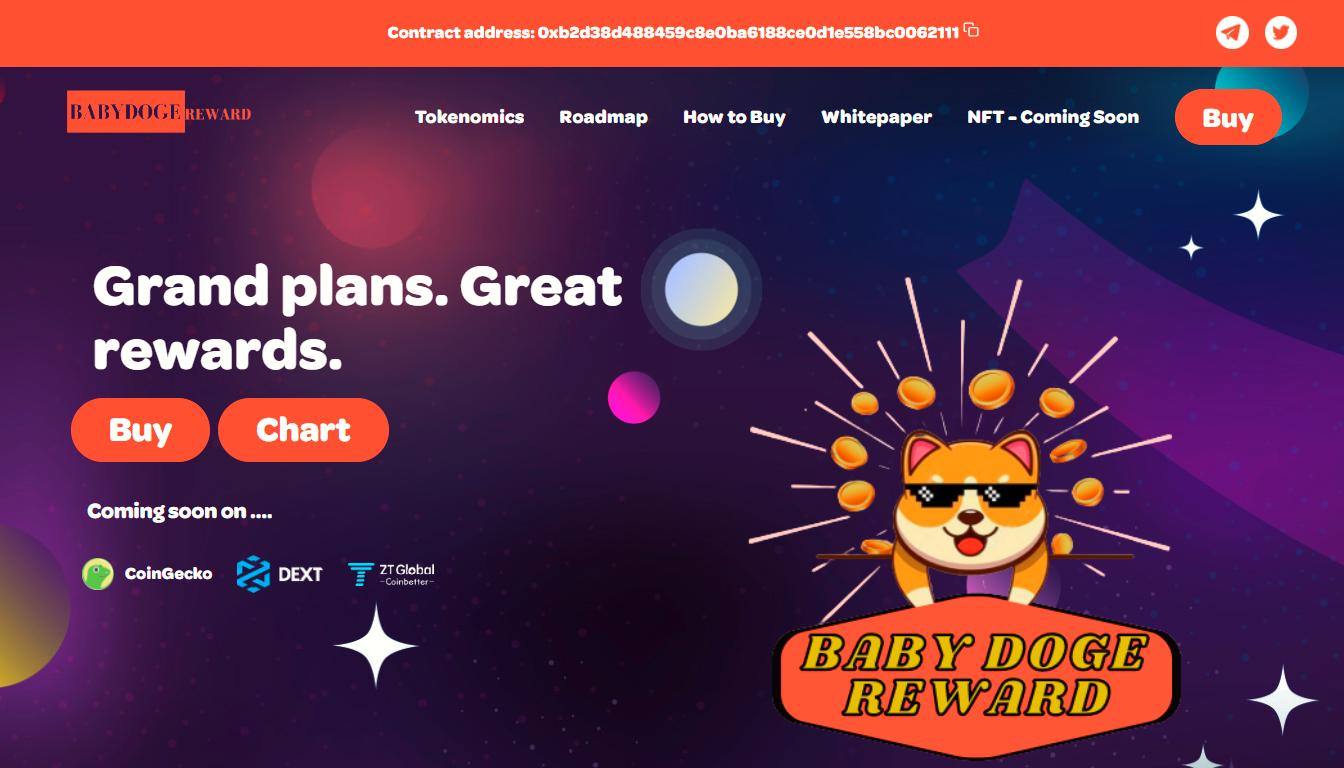 Contract address: 0xb2d38d488459c8e0ba6188ce0d1e558bc0062111
BABYDOGE REWARD
Tokenomics
Roadmap
How to Buy
Whitepaper
NFT - Coming Soon
Buy
Grand plans. Great
rewards.
Buy
Chart
Coming soon on ....
CoinGecko
DEXT
ZT Global
-Coinbetter-
BABY DOGE
REWARD